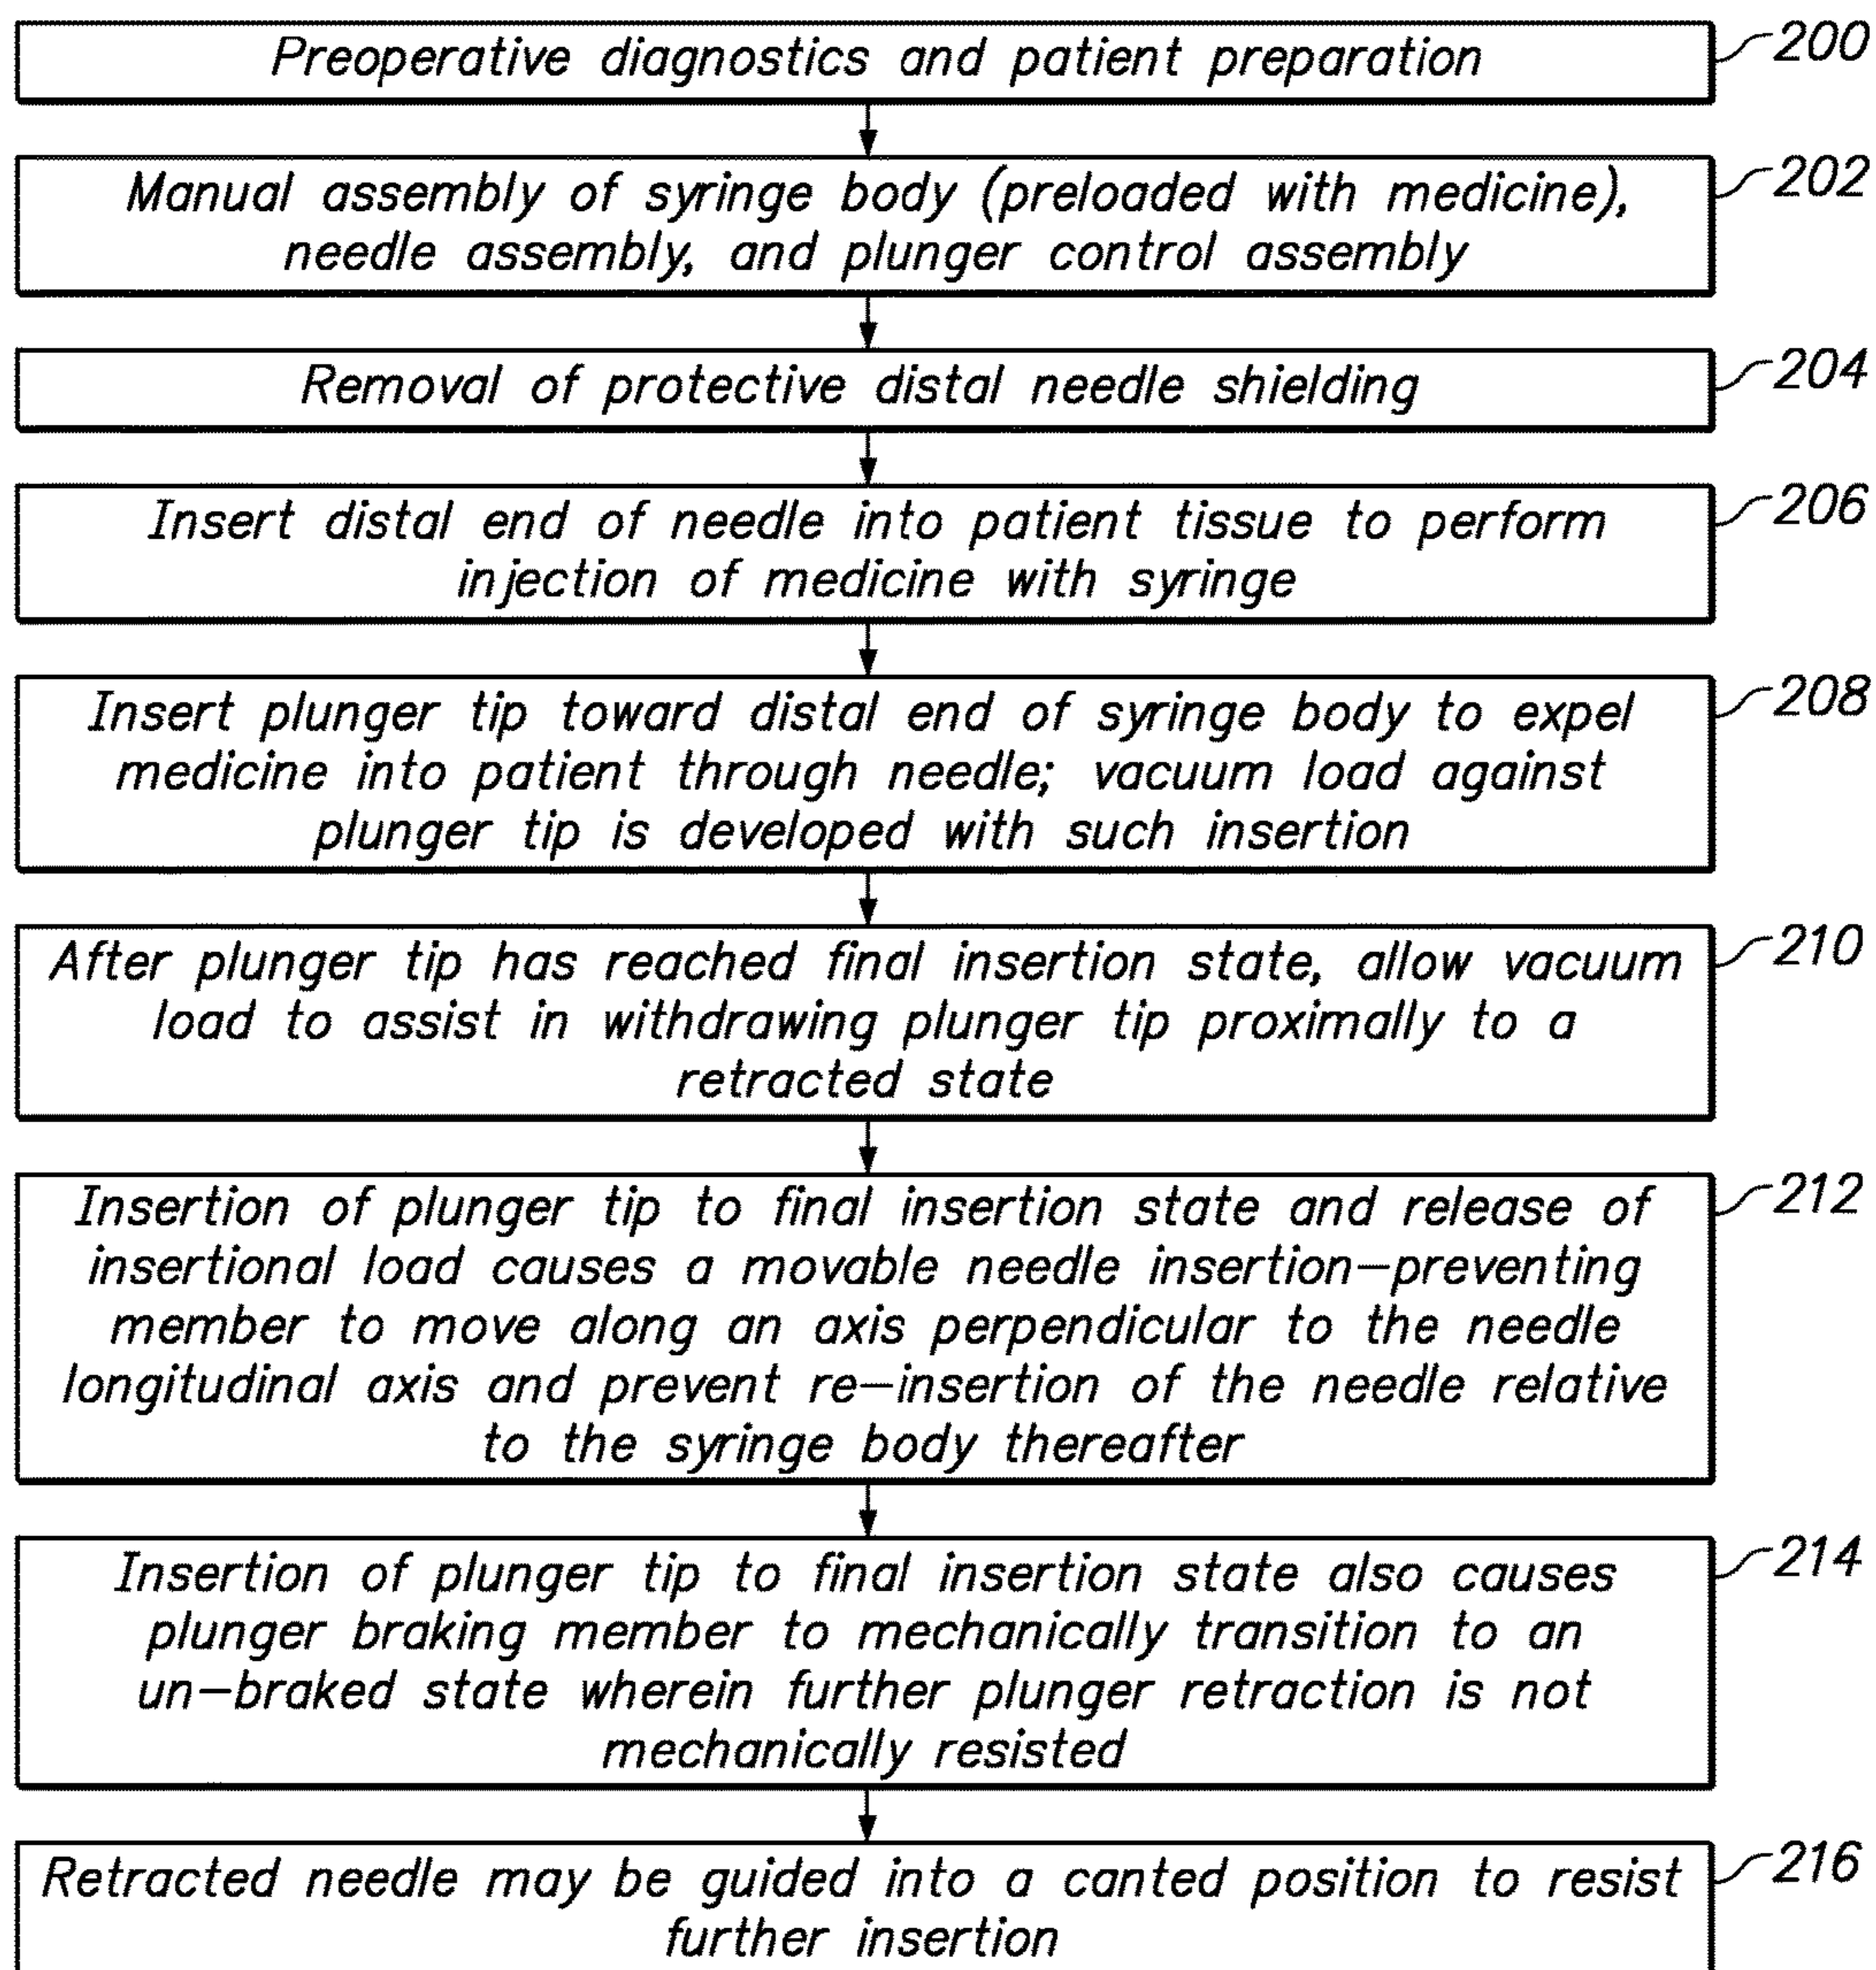 Preoperative diagnostics and patient preparation
200
Manual assembly of syringe body (preloaded with medicine),
needle assembly, and plunger control assembly
202
Removal of protective distal needle shielding
204
Insert distal end of needle into patient tissue to perform
injection of medicine with syringe
206
Insert plunger tip toward distal end of syringe body to expel
medicine into patient through needle; vacuum load against
plunger tip is developed with such insertion
208
After plunger tip has reached final insertion state, allow vacuum
load to assist in withdrawing plunger tip proximally to a
retracted state
210
Insertion of plunger tip to final insertion state and release of
insertional load causes a movable needle insertion-preventing
member to move along an axis perpendicular to the needle
longitudinal axis and prevent re-insertion of the needle relative
to the syringe body thereafter
212
Insertion of plunger tip to final insertion state also causes
plunger braking member to mechanically transition to an
un-braked state wherein further plunger retraction is not
mechanically resisted
214
Retracted needle may be guided into a canted position to resist
further insertion
216